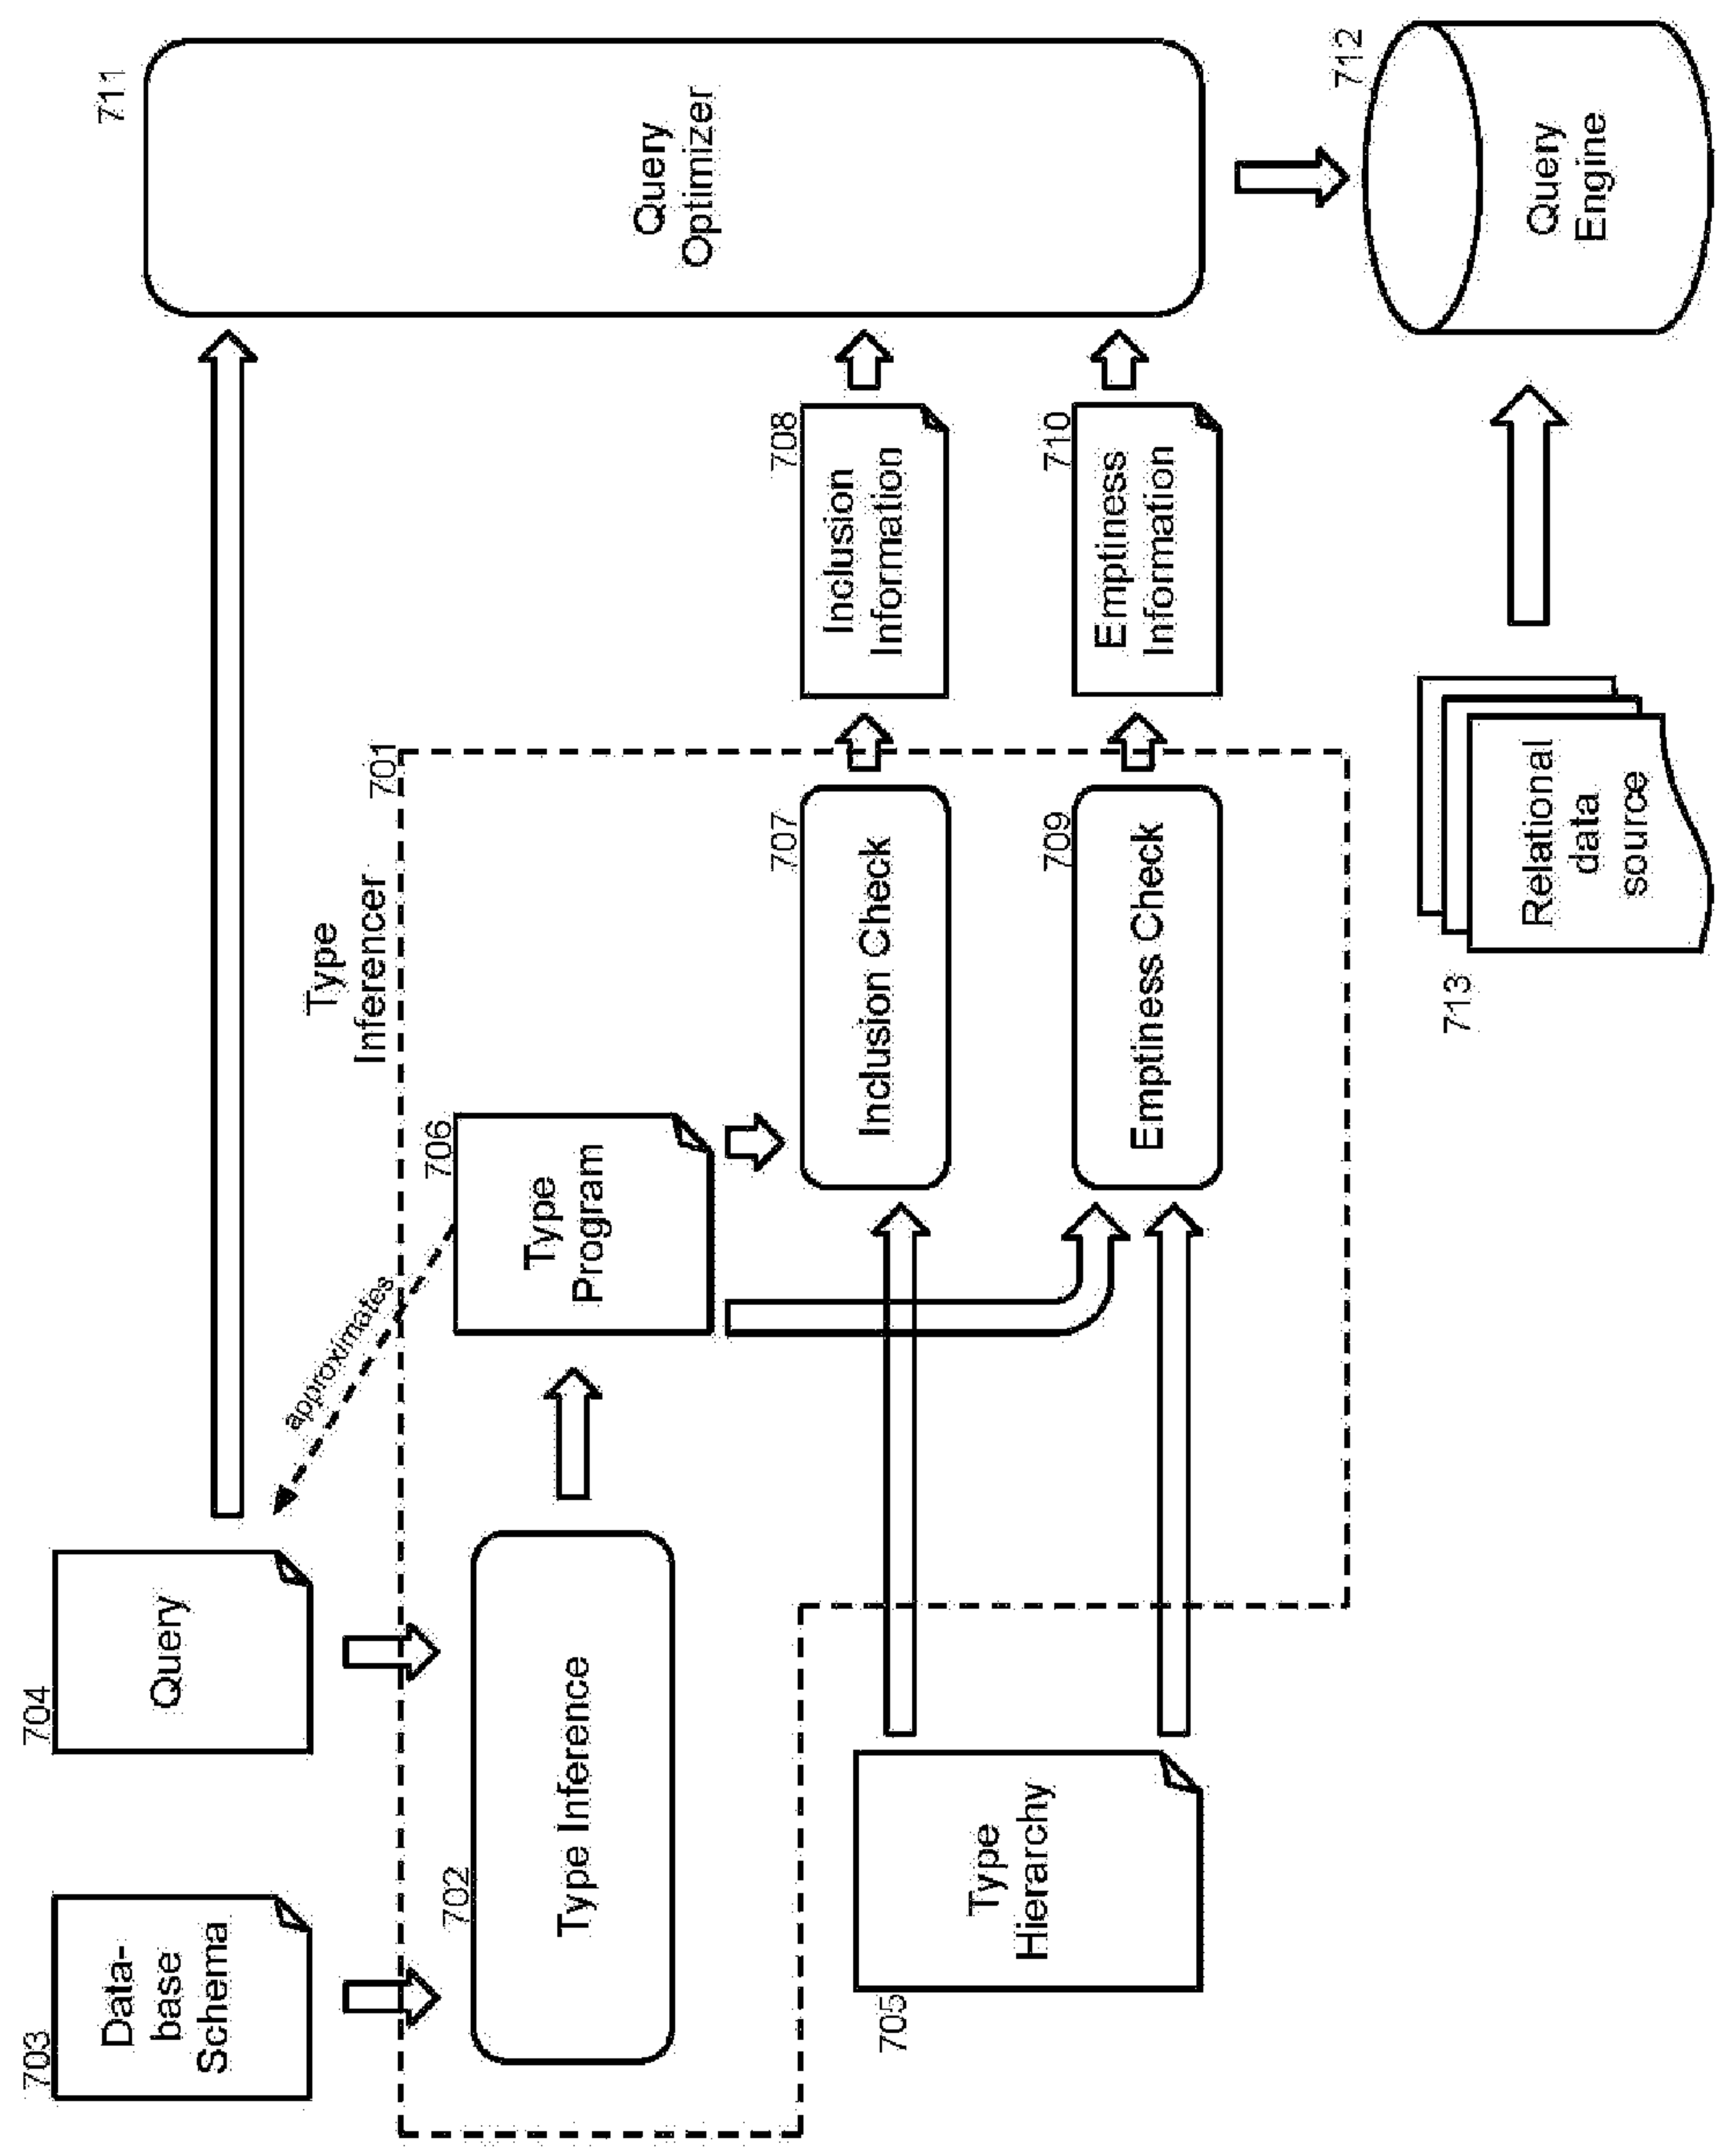 703
Data-
base
Schema
704
Query
711
Query
Optimizer
approximates
Type
Inferencer
701
702
Type Inference
706
Type
Program
705
Type
Hierarchy
707
Inclusion Check
708
Inclusion
Information
709
Emptiness Check
710
Emptiness
Information
712
Query
Engine
713
Relational
data
source